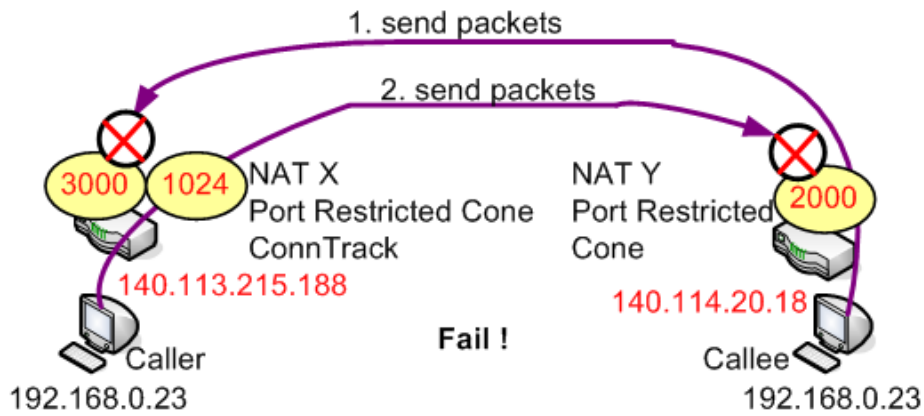 1. send packets
2. send packets
3000
1024
NAT X
Port Restricted Cone
ConnTrack
140.113.215.188
NAT Y
Port Restricted
Cone
2000
140.114.20.18
Fail !
Caller
192.168.0.23
Callee
192.168.0.23